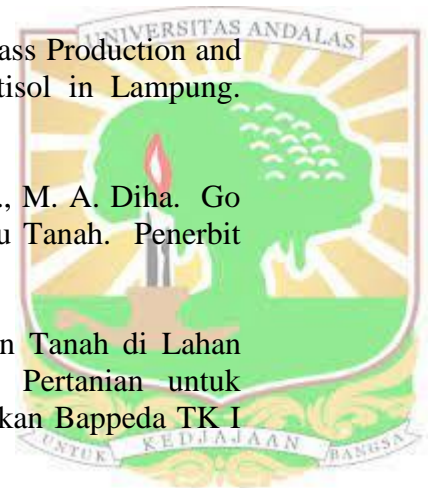 UNIVERSITAS ANDALAS
ass Production and
tisol in Lampung.
., M. A. Diha. Go
u Tanah. Penerbit
n Tanah di Lahan
Pertanian untuk
kan Bappeda TK I
UNTUK KEDJAJAAN BANGSA